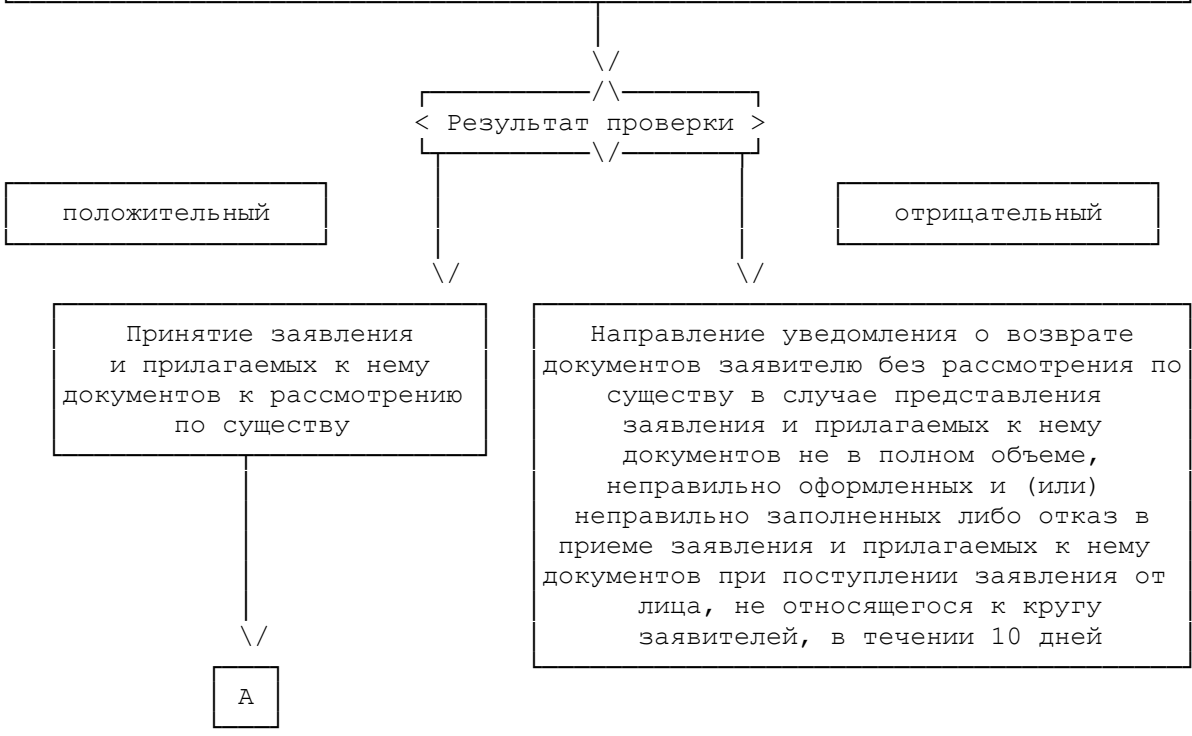 Результат проверки
положительный
отрицательный
Принятие заявления
и прилагаемых к нему
документов к рассмотрению
по существу
Направление уведомления о возврате
документов заявителю без рассмотрения по
существу в случае представления
заявления и прилагаемых к нему
документов не в полном объеме,
неправильно оформленных и (или)
неправильно заполненных либо отказ в
приеме заявления и прилагаемых к нему
документов при поступлении заявления от
лица, не относящегося к кругу
заявителей, в течении 10 дней
А